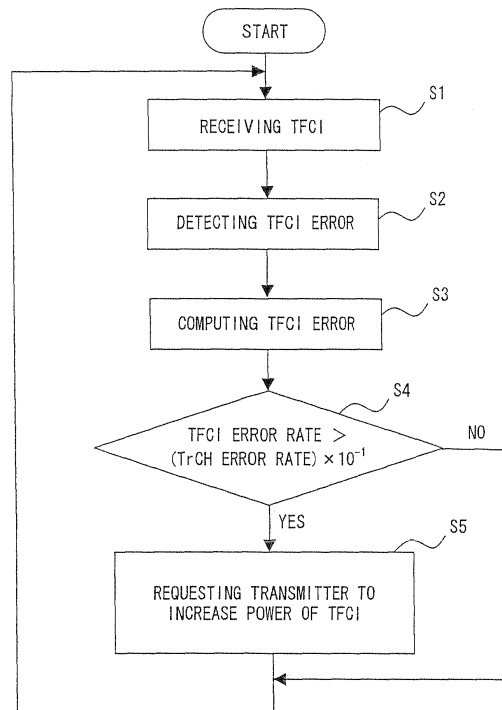 START
S1
RECEIVING TFCI
S2
DETECTING TFCI ERROR
S3
COMPUTING TFCI ERROR
S4
TFCI ERROR RATE >
(TrCH ERROR RATE) × 10⁻¹
NO
YES
S5
REQUESTING TRANSMITTER TO
INCREASE POWER OF TFCI